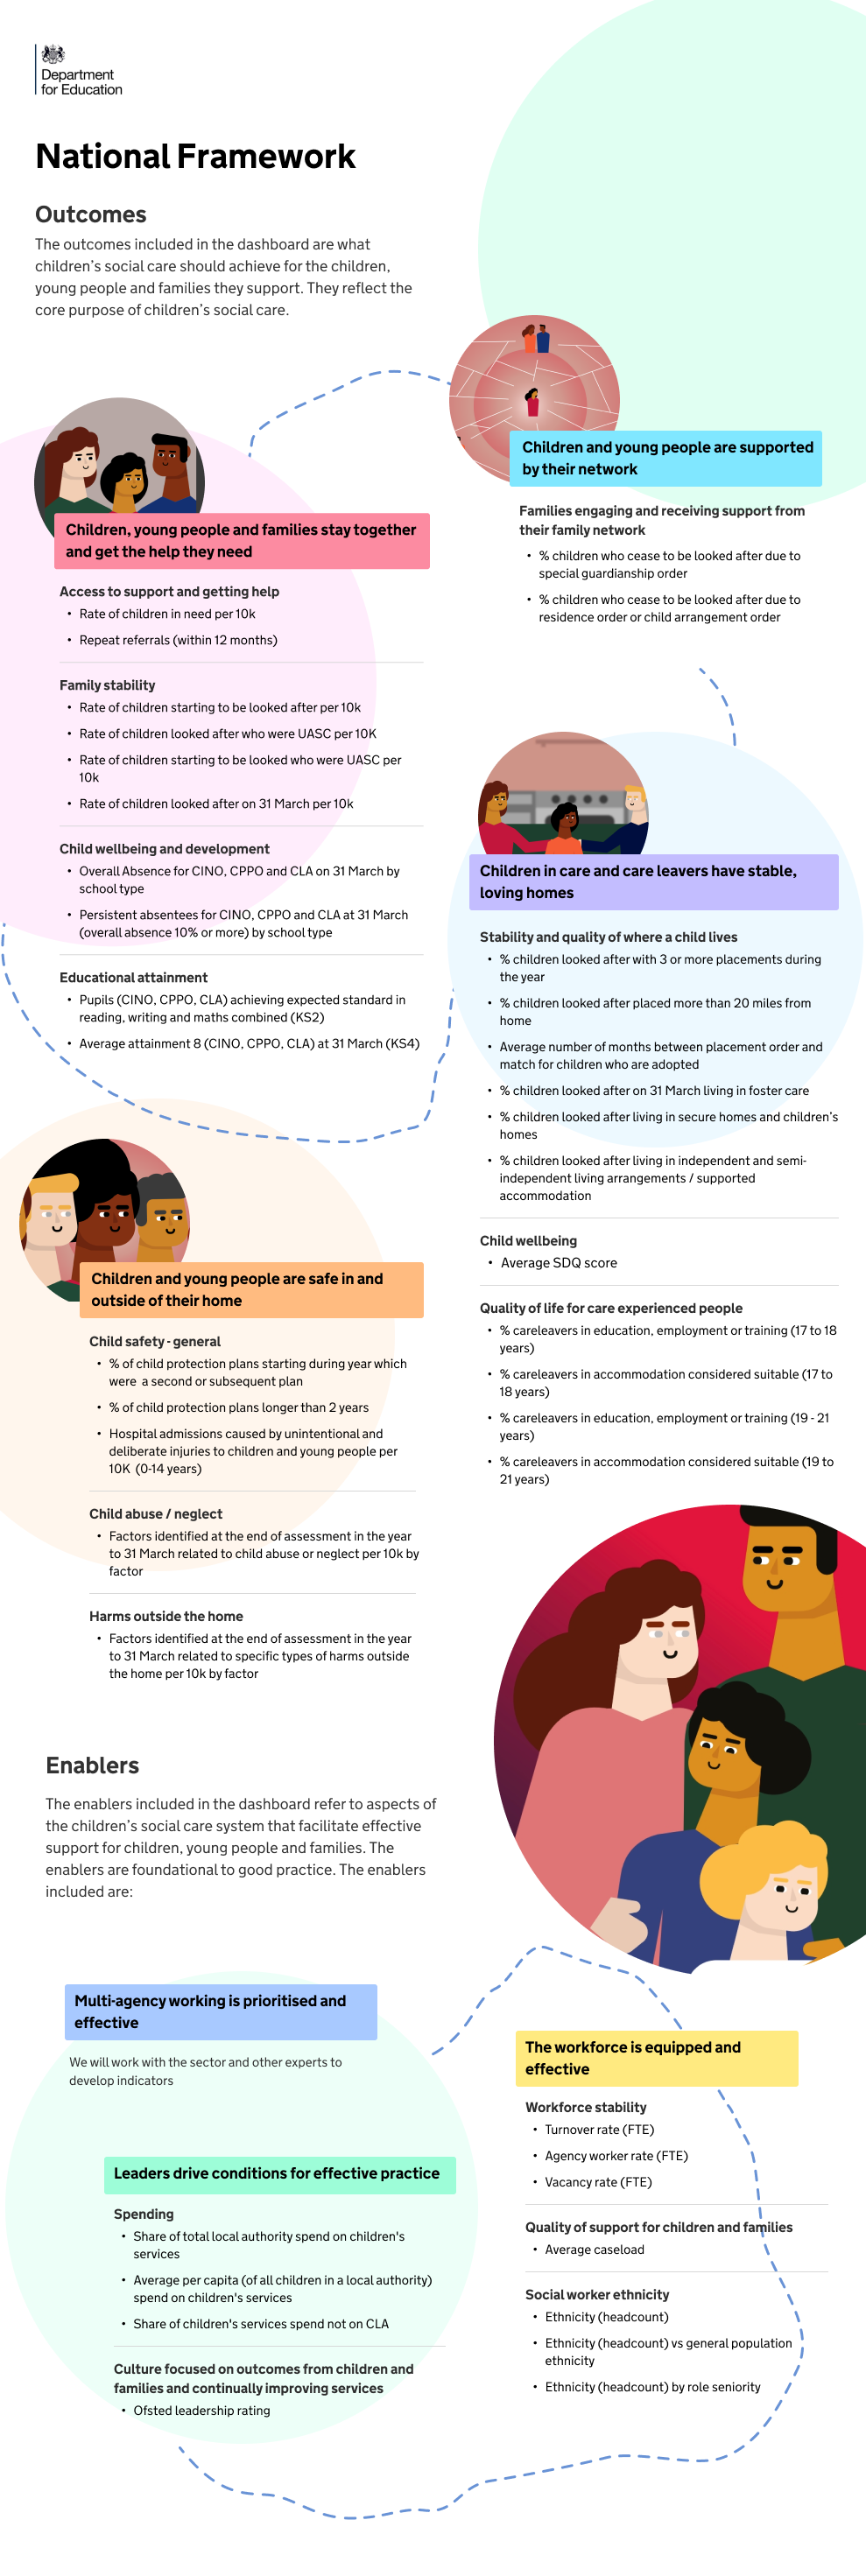 Department
for Education
National Framework
Outcomes
The outcomes included in the dashboard are what
children’s social care should achieve for the children,
young people and families they support. They reflect the
core purpose of children’s social care.
Children, young people and families stay together
and get the help they need
Access to support and getting help
• Rate of children in need per 10k
• Repeat referrals (within 12 months)
Family stability
• Rate of children starting to be looked after per 10k
• Rate of children looked after who were UASC per 10K
• Rate of children starting to be looked who were UASC per
10k
• Rate of children looked after on 31 March per 10k
Child wellbeing and development
• Overall Absence for CINO, CPPO and CLA on 31 March by
school type
• Persistent absentees for CINO, CPPO and CLA at 31 March
(overall absence 10% or more) by school type
Educational attainment
• Pupils (CINO, CPPO, CLA) achieving expected standard in
reading, writing and maths combined (KS2)
• Average attainment 8 (CINO, CPPO, CLA) at 31 March (KS4)
Children and young people are supported
by their network
Families engaging and receiving support from
their family network
• % children who cease to be looked after due to
special guardianship order
• % children who cease to be looked after due to
residence order or child arrangement order
Children in care and care leavers have stable,
loving homes
Stability and quality of where a child lives
• % children looked after with 3 or more placements during
the year
• % children looked after placed more than 20 miles from
home
• Average number of months between placement order and
match for children who are adopted
• % children looked after on 31 March living in foster care
• % children looked after living in secure homes and children’s
homes
• % children looked after living in independent and semi-
independent living arrangements / supported
accommodation
Child wellbeing
• Average SDQ score
Quality of life for care experienced people
• % careleavers in education, employment or training (17 to 18
years)
• % careleavers in accommodation considered suitable (17 to
18 years)
• % careleavers in education, employment or training (19 - 21
years)
• % careleavers in accommodation considered suitable (19 to
21 years)
Children and young people are safe in and
outside of their home
Child safety - general
• % of child protection plans starting during year which
were a second or subsequent plan
• % of child protection plans longer than 2 years
• Hospital admissions caused by unintentional and
deliberate injuries to children and young people per
10K (0-14 years)
Child abuse / neglect
• Factors identified at the end of assessment in the year
to 31 March related to child abuse or neglect per 10k by
factor
Harms outside the home
• Factors identified at the end of assessment in the year
to 31 March related to specific types of harms outside
the home per 10k by factor
Enablers
The enablers included in the dashboard refer to aspects of
the children’s social care system that facilitate effective
support for children, young people and families. The
enablers are foundational to good practice. The enablers
included are:
Multi-agency working is prioritised and
effective
We will work with the sector and other experts to
develop indicators
Leaders drive conditions for effective practice
Spending
• Share of total local authority spend on children's
services
• Average per capita (of all children in a local authority)
spend on children's services
• Share of children's services spend not on CLA
Culture focused on outcomes from children and
families and continually improving services
• Ofsted leadership rating
The workforce is equipped and
effective
Workforce stability
• Turnover rate (FTE)
• Agency worker rate (FTE)
• Vacancy rate (FTE)
Quality of support for children and families
• Average caseload
Social worker ethnicity
• Ethnicity (headcount)
• Ethnicity (headcount) vs general population
ethnicity
• Ethnicity (headcount) by role seniority